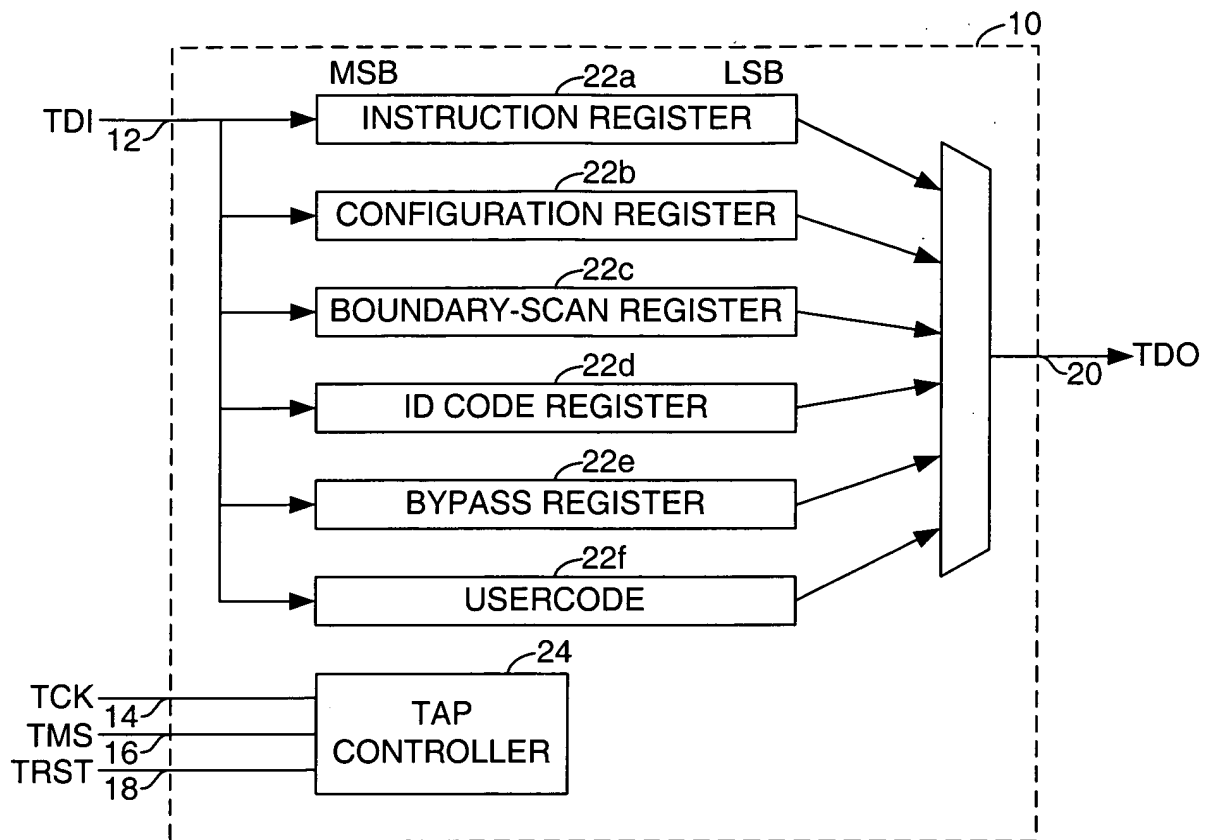 10
MSB
LSB
22a
TDI
12
INSTRUCTION REGISTER
22b
CONFIGURATION REGISTER
22c
BOUNDARY-SCAN REGISTER
20
TDO
22d
ID CODE REGISTER
22e
BYPASS REGISTER
22f
USERCODE
24
TCK
14
TMS
16
TRST
18
TAP
CONTROLLER